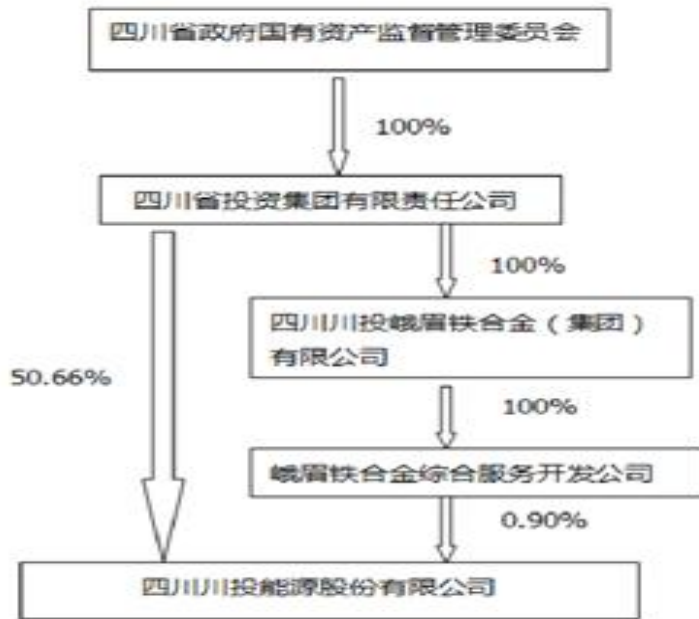 四川省政府国有资产监督管理委员会
100%
四川省投资集团有限责任公司
100%
四川川投峨眉铁合金（集团）
有限公司
50.66%
100%
峨眉铁合金综合服务开发公司
0.90%
四川川投能源股份有限公司